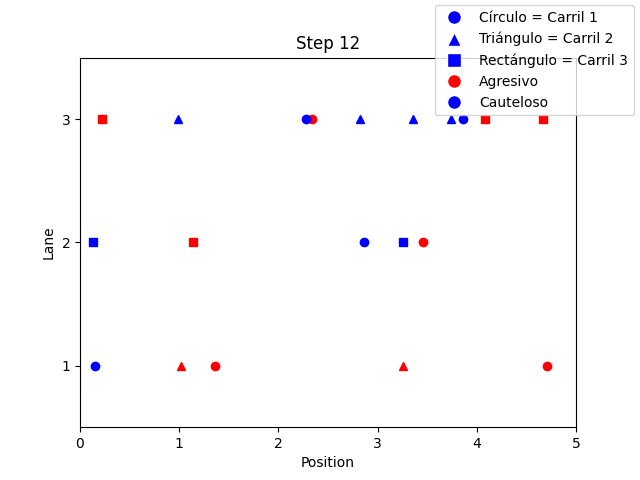 Step 12
Círculo = Carril 1
Triángulo = Carril 2
Rectángulo = Carril 3
Agresivo
Cauteloso
Lane
3
2
1
0 1 2 3 4 5
Position